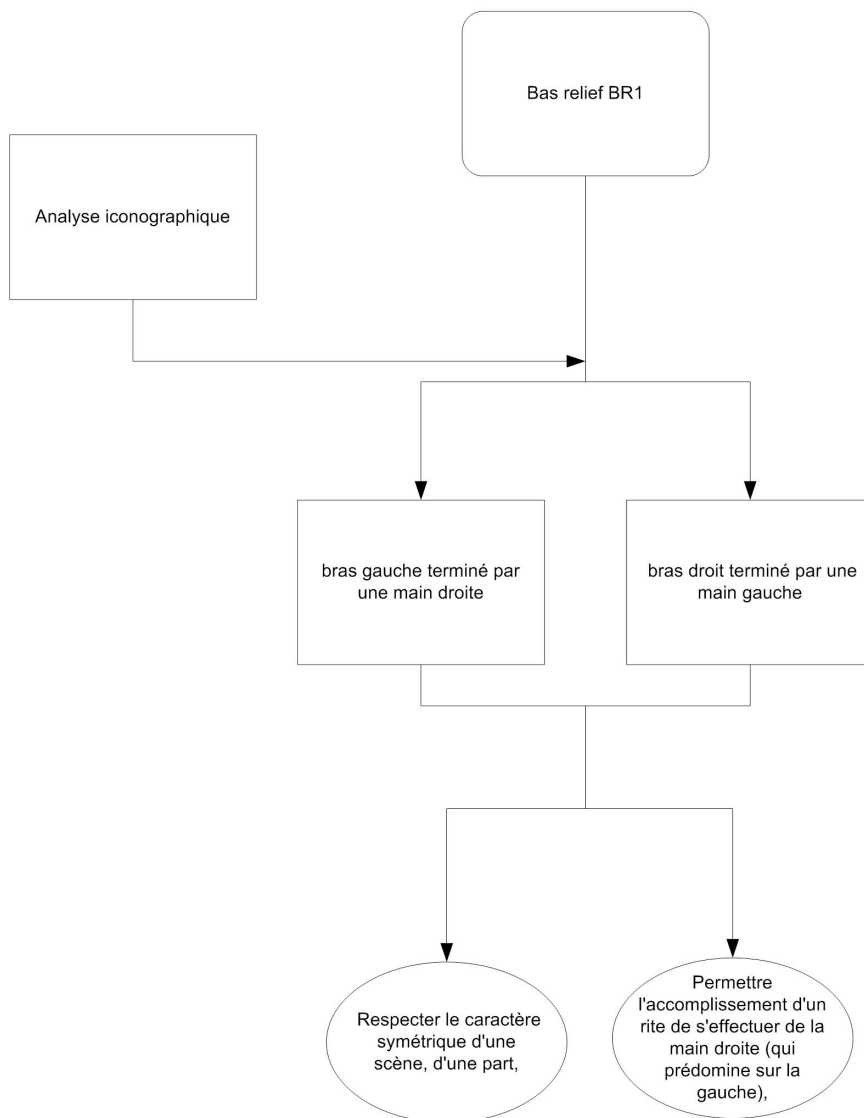 Bas relief BR1
Analyse iconographique
bras gauche terminé par
une main droite
bras droit terminé par une
main gauche
Respecter le caractère
symétrique d'une
scène, d'une part,
Permettre
l'accomplissement d'un
rite de s'effectuer de la
main droite (qui
prédomine sur la
gauche),